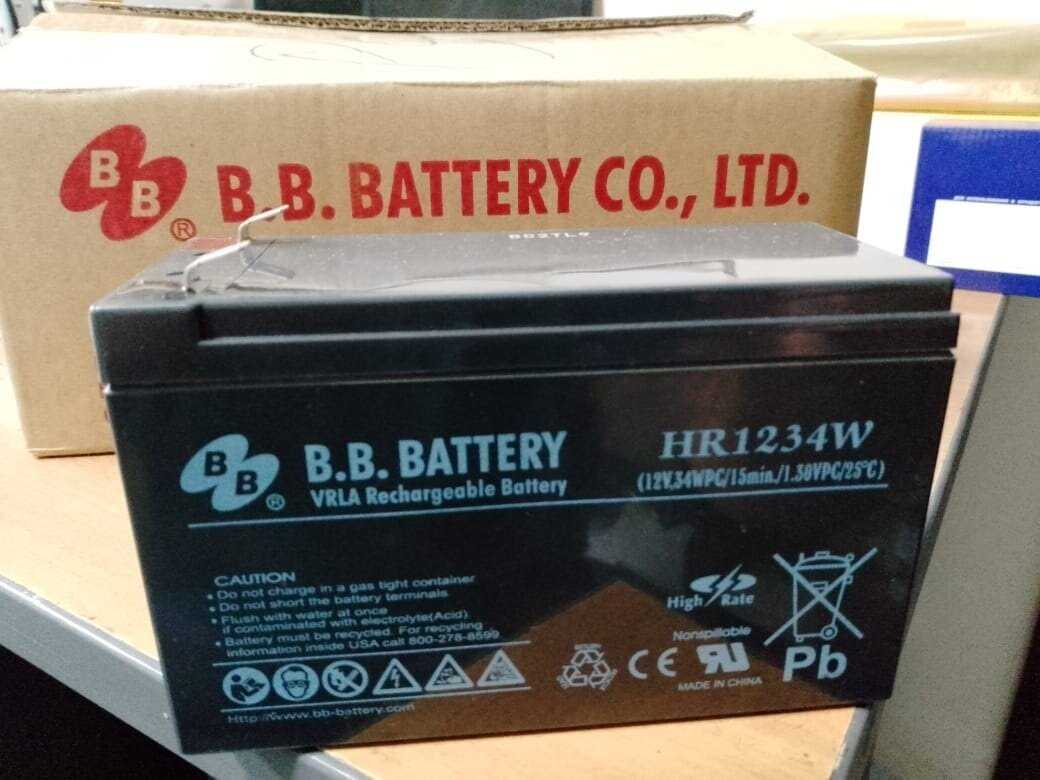 B B ® B.B. BATTERY CO., LTD.
B B ® B.B. BATTERY
VRLA Rechargeable Battery
HR1234W
(12V,34WPC/15min./1.30VPC/25°C)
CAUTION
• Do not charge in a gas tight container
• Do not short the battery terminals
• Flush with water at once
if contaminated with electrolyte(Acid)
• Battery must be recycled. For recycling
information inside USA call 800-278-8599
Http://www.bb-battery.com
High Rate
Nonspillable
CE
MADE IN CHINA
Pb